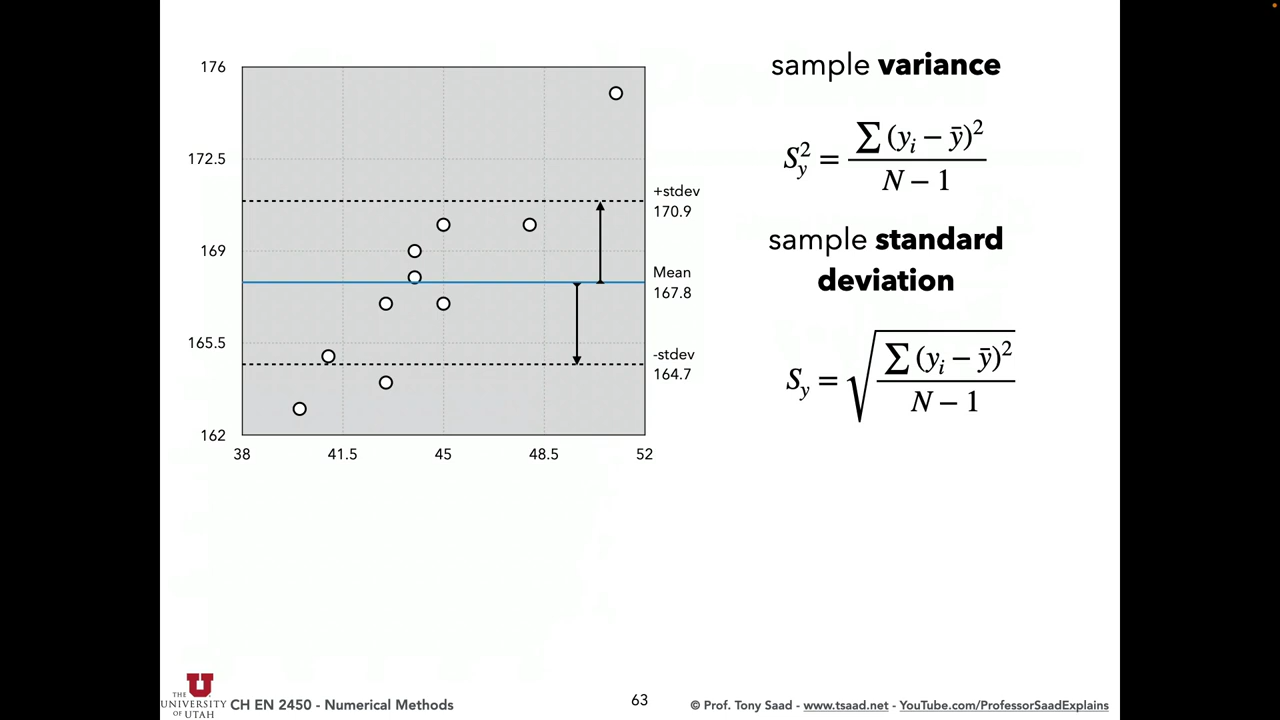 176
172.5
169
165.5
162
38 41.5 45 48.5 52
+stdev
170.9
Mean
167.8
-stdev
164.7
sample variance
S_y^2 = ∑ (y_i − ȳ)^2 / N − 1
sample standard
deviation
S_y = √(∑ (y_i − ȳ)^2 / N − 1)
THE
UNIVERSITY
OF UTAH
CH EN 2450 - Numerical Methods
63
© Prof. Tony Saad - www.tsaad.net - YouTube.com/ProfessorSaadExplains